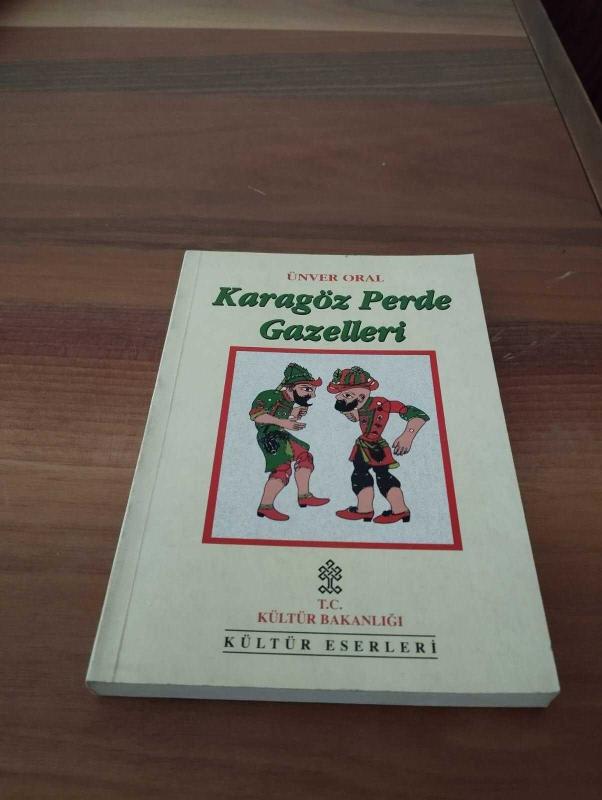 ÜNVER ORAL
Karagöz Perde
Gazelleri
T.C.
KÜLTÜR BAKANLIĞI
KÜLTÜR ESERLERİ